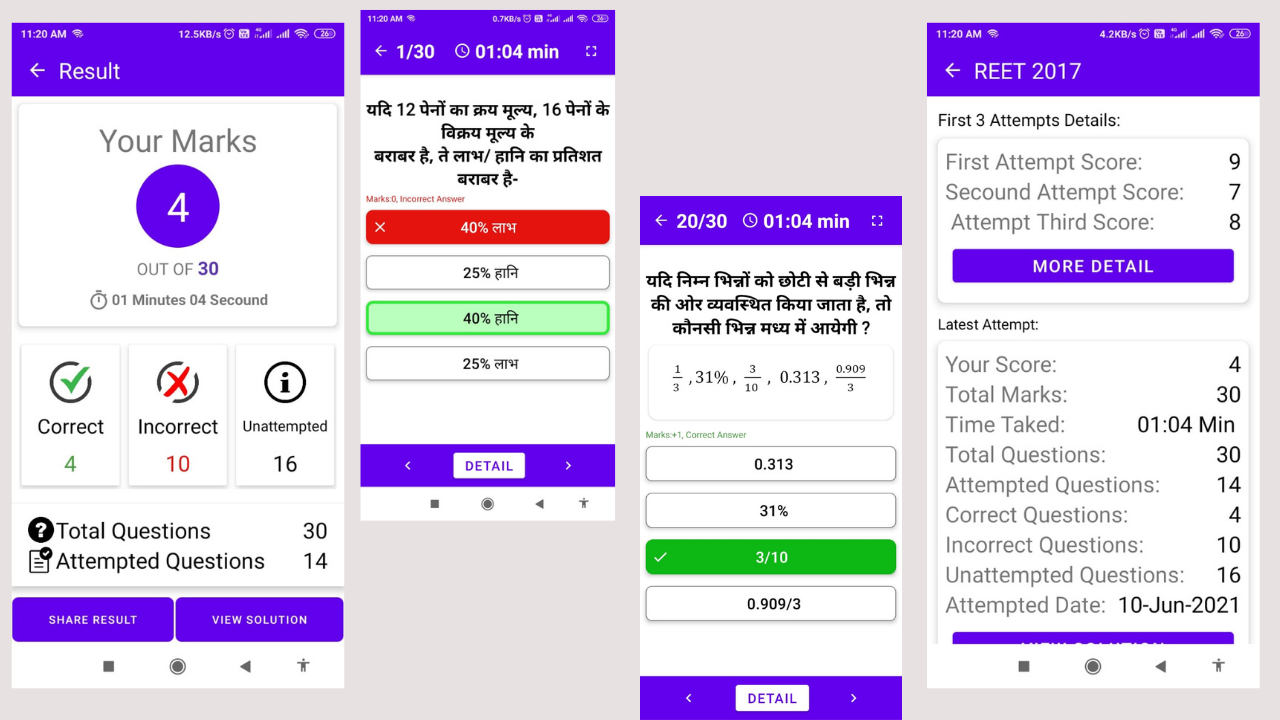 11:20 AM 12.5KB/s 26
Result
Your Marks
4
OUT OF 30
01 Minutes 04 Secound
Correct Incorrect Unattempted
4 10 16
Total Questions 30
Attempted Questions 14
SHARE RESULT VIEW SOLUTION
11:20 AM 0.7KB/s 26
1/30 01:04 min
यदि 12 पेनों का क्रय मूल्य, 16 पेनों के
विक्रय मूल्य के
बराबर है, ते लाभ/ हानि का प्रतिशत
बराबर है-
Marks:0, Incorrect Answer
40% लाभ
25% हानि
40% हानि
25% लाभ
DETAIL
20/30 01:04 min
यदि निम्न भिन्नों को छोटी से बड़ी भिन्न
की ओर व्यवस्थित किया जाता है, तो
कौनसी भिन्न मध्य में आयेगी ?
1/3 ,31% , 3/10 , 0.313 , 0.909/3
Marks:+1, Correct Answer
0.313
31%
3/10
0.909/3
DETAIL
11:20 AM 4.2KB/s 26
REET 2017
First 3 Attempts Details:
First Attempt Score: 9
Secound Attempt Score: 7
Attempt Third Score: 8
MORE DETAIL
Latest Attempt:
Your Score: 4
Total Marks: 30
Time Taked: 01:04 Min
Total Questions: 30
Attempted Questions: 14
Correct Questions: 4
Incorrect Questions: 10
Unattempted Questions: 16
Attempted Date: 10-Jun-2021
VIEW SOLUTION